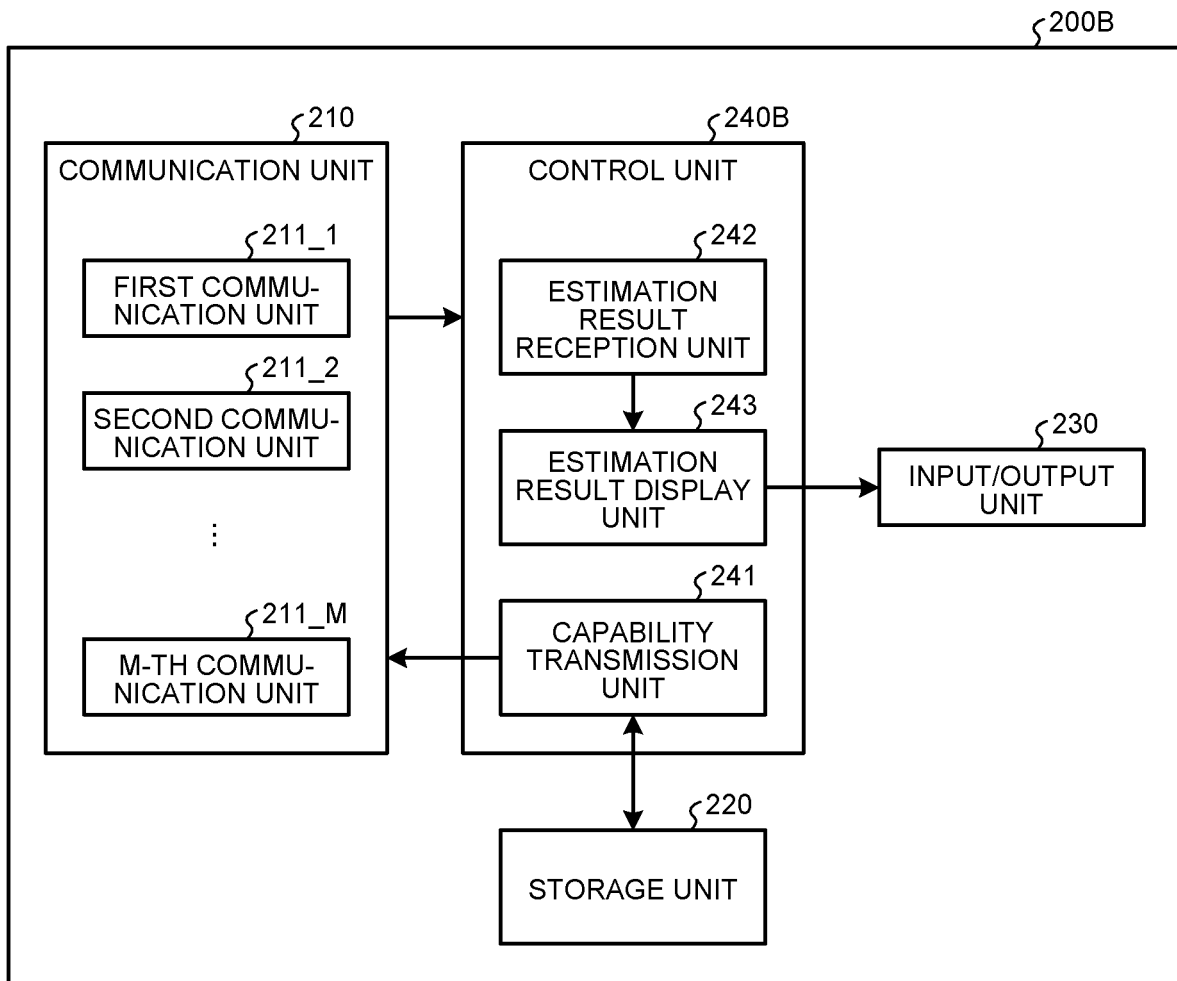 200B
210
COMMUNICATION UNIT
211_1
FIRST COMMU-
NICATION UNIT
211_2
SECOND COMMU-
NICATION UNIT
⋮
211_M
M-TH COMMU-
NICATION UNIT
240B
CONTROL UNIT
242
ESTIMATION
RESULT
RECEPTION UNIT
243
ESTIMATION
RESULT DISPLAY
UNIT
241
CAPABILITY
TRANSMISSION
UNIT
230
INPUT/OUTPUT
UNIT
220
STORAGE UNIT